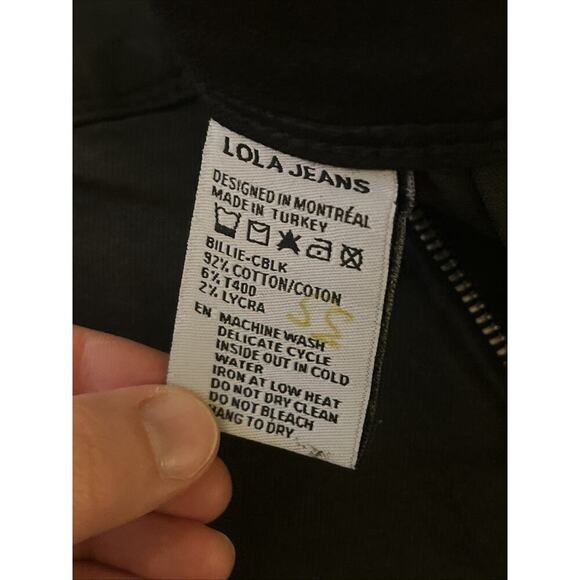 LOLA JEANS
DESIGNED IN MONTRÉAL
MADE IN TURKEY
BILLIE-CBLK
92% COTTON/COTON
6% T400
2% LYCRA
EN MACHINE WASH
DELICATE CYCLE
INSIDE OUT IN COLD
WATER
IRON AT LOW HEAT
DO NOT DRY CLEAN
DO NOT BLEACH
HANG TO DRY